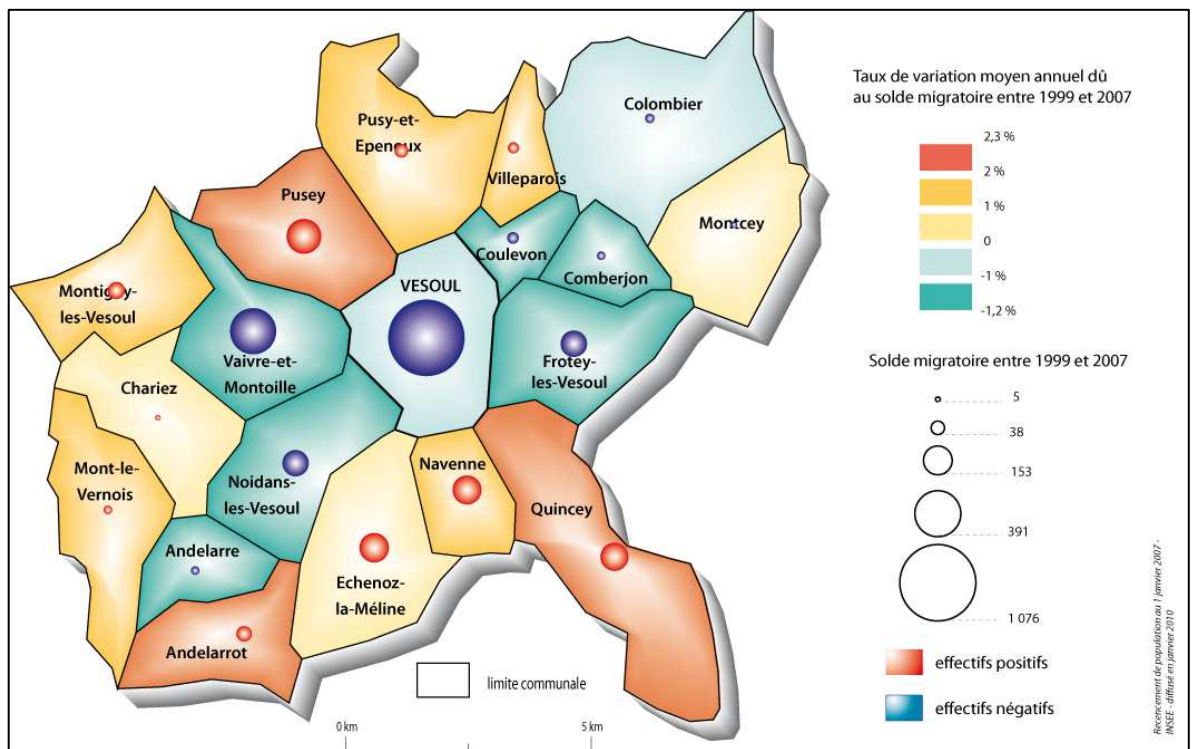 Colombier
Pusy-et-
Epenoux
Villeparois
Pusey
Montcey
Coulevon
Comberjon
VESOUL
Montigny-
les-Vesoul
Vaivre-et-
Montoille
Frotey-
les-Vesoul
Chariez
Mont-le-
Vernois
Noidans-
les-Vesoul
Navenne
Quincey
Andelarre
Echenoz-
la-Méline
Andelarrot
limite communale
0 km
5 km
Taux de variation moyen annuel dû
au solde migratoire entre 1999 et 2007
2,3 %
2 %
1 %
0
-1 %
-1,2 %
Solde migratoire entre 1999 et 2007
5
38
153
391
1 076
effectifs positifs
effectifs négatifs
Recencement de population au 1 janvier 2007 -
INSEE - diffusé en janvier 2010